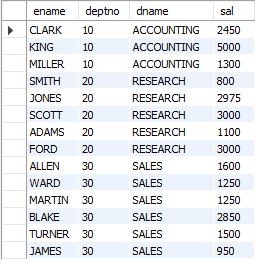 ename deptno dname sal
CLARK 10 ACCOUNTING 2450
KING 10 ACCOUNTING 5000
MILLER 10 ACCOUNTING 1300
SMITH 20 RESEARCH 800
JONES 20 RESEARCH 2975
SCOTT 20 RESEARCH 3000
ADAMS 20 RESEARCH 1100
FORD 20 RESEARCH 3000
ALLEN 30 SALES 1600
WARD 30 SALES 1250
MARTIN 30 SALES 1250
BLAKE 30 SALES 2850
TURNER 30 SALES 1500
JAMES 30 SALES 950